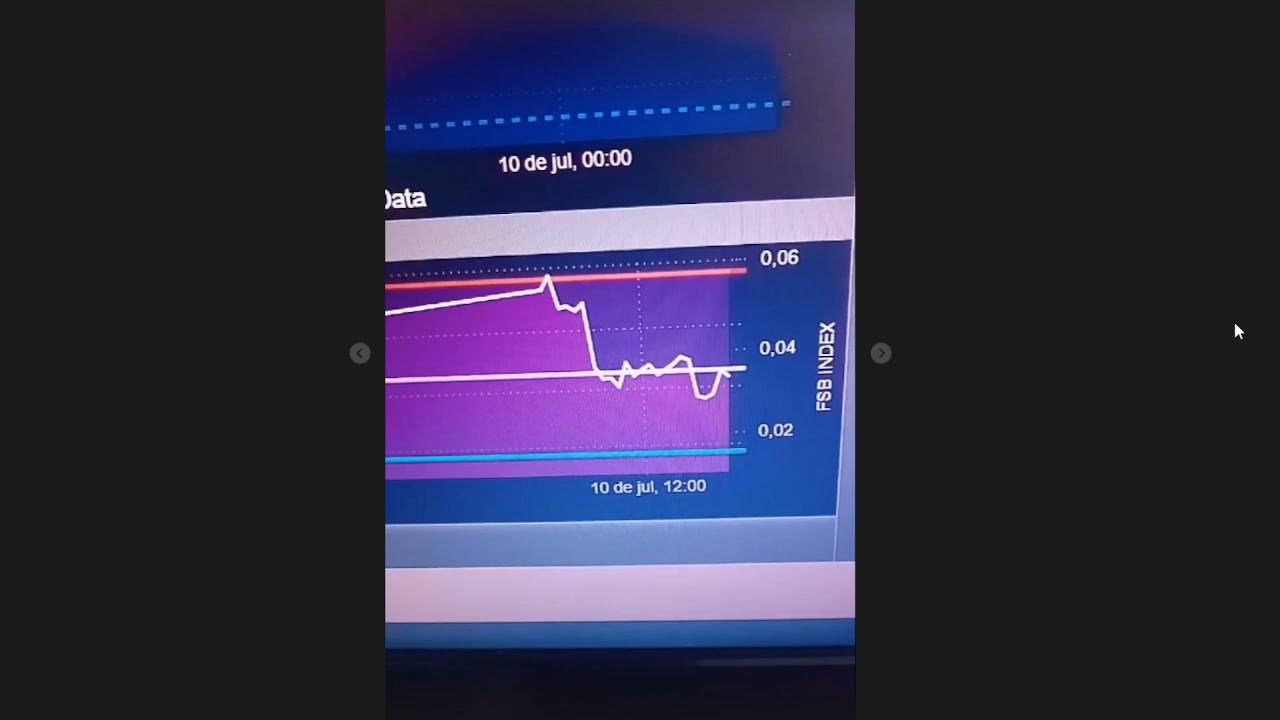 10 de jul, 00:00
Data
0,06
0,04
0,02
FSB INDEX
10 de jul, 12:00